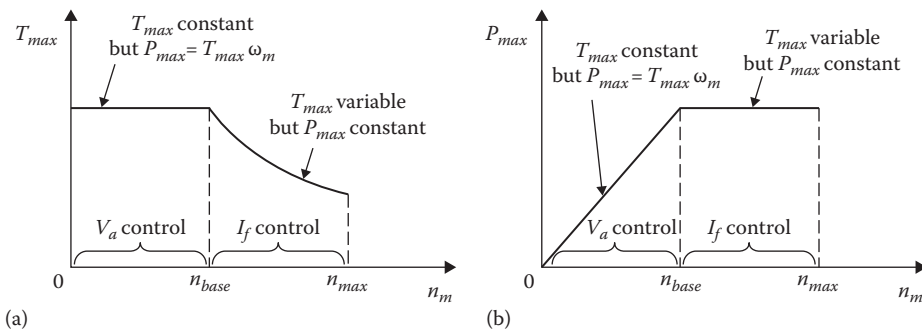 T_max
T_max constant
but P_max = T_max ω_m
T_max variable
but P_max constant
V_a control
I_f control
0
n_base
n_max
n_m
(a)
P_max
T_max constant
but P_max = T_max ω_m
T_max variable
but P_max constant
V_a control
I_f control
0
n_base
n_max
n_m
(b)